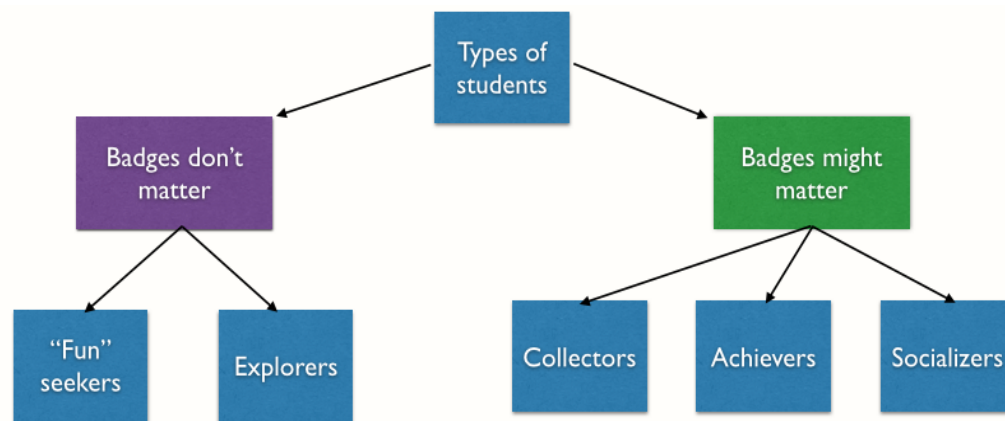 Types of
students
Badges don't
matter
Badges might
matter
“Fun”
seekers
Explorers
Collectors
Achievers
Socializers